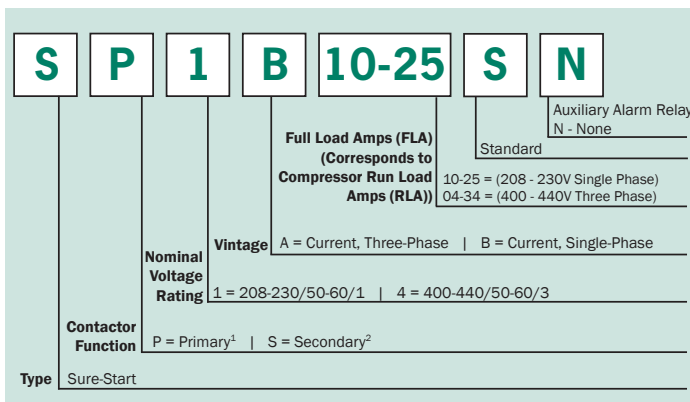 S P 1 B 10-25 S N
Auxiliary Alarm Relay
N - None
Standard
Full Load Amps (FLA)
(Corresponds to
Compressor Run Load
Amps (RLA))
10-25 = (208 - 230V Single Phase)
04-34 = (400 - 440V Three Phase)
Vintage A = Current, Three-Phase | B = Current, Single-Phase
Nominal
Voltage
Rating 1 = 208-230/50-60/1 | 4 = 400-440/50-60/3
Contactor
Function P = Primary¹ | S = Secondary²
Type Sure-Start